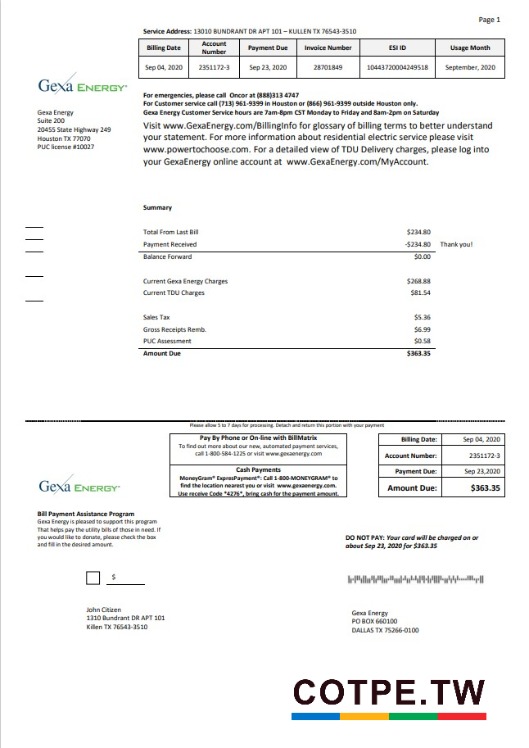 Page 1
Service Address: 13010 BUNDRANT DR APT 101 – KULLEN TX 76543-3510
Billing Date Account Number Payment Due Invoice Number ESI ID Usage Month
Sep 04, 2020 2351172-3 Sep 23, 2020 28701849 10443720004249518 September, 2020
Gexa ENERGY
Gexa Energy
Suite 200
20455 State Highway 249
Houston TX 77070
PUC license #10027
For emergencies, please call Oncor at (888)313 4747
For Customer service call (713) 961-9399 in Houston or (866) 961-9399 outside Houston only.
Gexa Energy Customer Service hours are 7am-8pm CST Monday to Friday and 8am-2pm on Saturday
Visit www.GexaEnergy.com/BillingInfo for glossary of billing terms to better understand
your statement. For more information about residential electric service please visit
www.powertochoose.com. For a detailed view of TDU Delivery charges, please log into
your GexaEnergy online account at www.GexaEnergy.com/MyAccount.
Summary
Total From Last Bill $234.80
Payment Received -$234.80 Thank you!
Balance Forward $0.00
Current Gexa Energy Charges $268.88
Current TDU Charges $81.54
Sales Tax $5.36
Gross Receipts Remb. $6.99
PUC Assessment $0.58
Amount Due $363.35
Please allow 5 to 7 days for processing. Detach and return this portion with your payment
Pay By Phone or On-line with BillMatrix
To find out more about our new, automated payment services,
call 1-800-584-1225 or visit www.gexaenergy.com
Cash Payments
MoneyGram® ExpressPayment®: Call 1-800-MONEYGRAM® to
find the location nearest you or visit www.gexaenergy.com.
Use receive Code "4276", bring cash for the payment amount.
Billing Date: Sep 04, 2020
Account Number: 2351172-3
Payment Due: Sep 23,2020
Amount Due: $363.35
Gexa ENERGY
Bill Payment Assistance Program
Gexa Energy is pleased to support this program
That helps pay the utility bills of those in need. If
you would like to donate, please check the box
and fill in the desired amount.
$
DO NOT PAY: Your card will be charged on or
about Sep 23, 2020 for $363.35
John Citizen
1310 Bundrant DR APT 101
Killen TX 76543-3510
Gexa Energy
PO BOX 660100
DALLAS TX 75266-0100
COTPE.TW